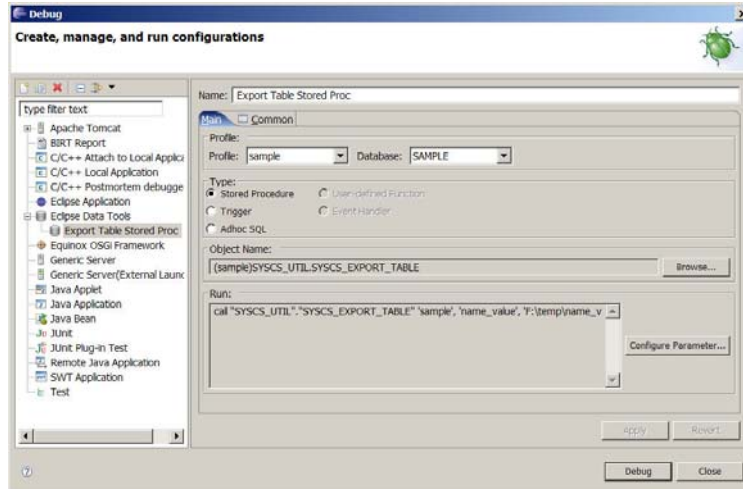 Debug
Create, manage, and run configurations
type filter text
Apache Tomcat
BIRT Report
C/C++ Attach to Local Applica
C/C++ Local Application
C/C++ Postmortem debugge
Eclipse Application
Eclipse Data Tools
Export Table Stored Proc
Equinox OSGi Framework
Generic Server
Generic Server(External Launc
Java Applet
Java Application
Java Bean
JUnit
JUnit Plug-in Test
Remote Java Application
SWT Application
Test
Name: Export Table Stored Proc
Main Common
Profile:
Profile: sample Database: SAMPLE
Type:
Stored Procedure User-defined Function
Trigger Event Handler
Adhoc SQL
Object Name:
(sample)SYSCS_UTIL.SYSCS_EXPORT_TABLE Browse...
Run:
call "SYSCS_UTIL"."SYSCS_EXPORT_TABLE" 'sample', 'name_value', 'F:\temp\name_v
Configure Parameter...
Apply Revert
Debug Close